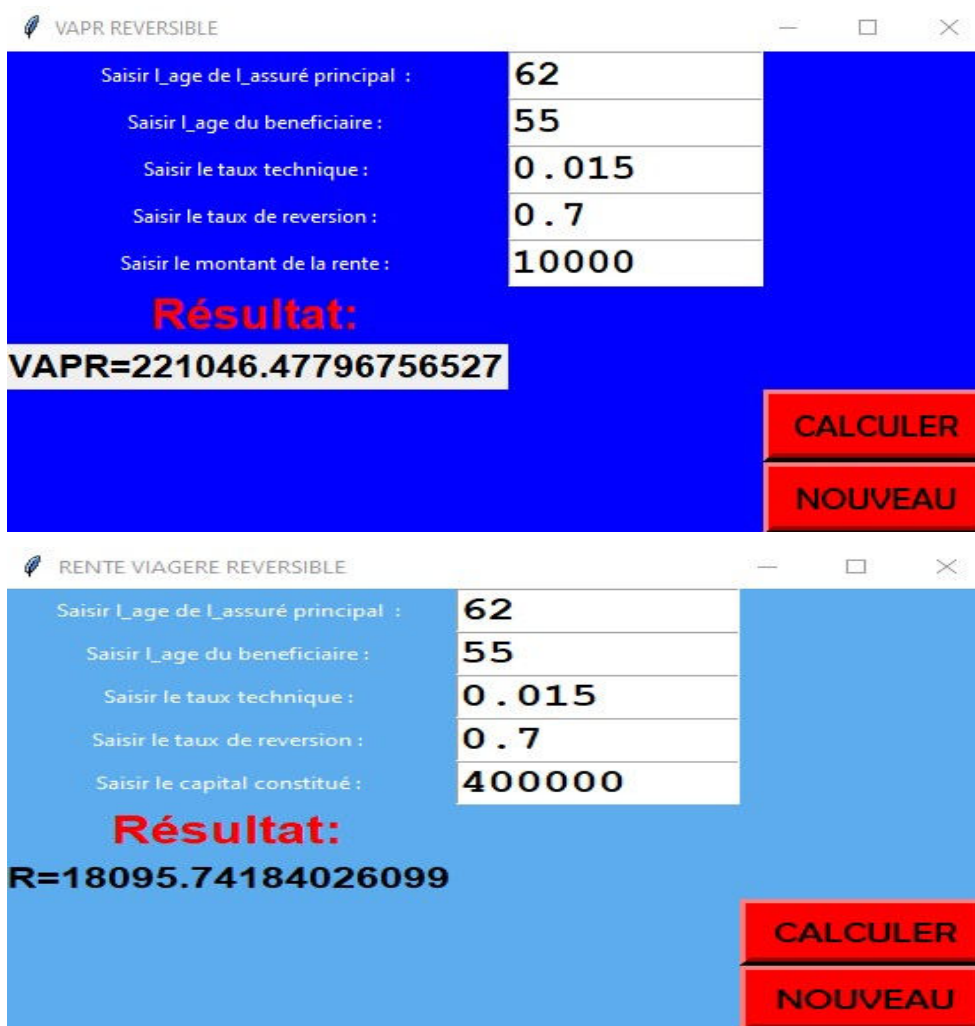 VAPR REVERSIBLE
Saisir l_age de l_assuré principal : 62
Saisir l_age du beneficiaire : 55
Saisir le taux technique : 0.015
Saisir le taux de reversion : 0.7
Saisir le montant de la rente : 10000
Résultat:
VAPR=221046.47796756527
CALCULER
NOUVEAU
RENTE VIAGERE REVERSIBLE
Saisir l_age de l_assuré principal : 62
Saisir l_age du beneficiaire : 55
Saisir le taux technique : 0.015
Saisir le taux de reversion : 0.7
Saisir le capital constitué : 400000
Résultat:
R=18095.74184026099
CALCULER
NOUVEAU